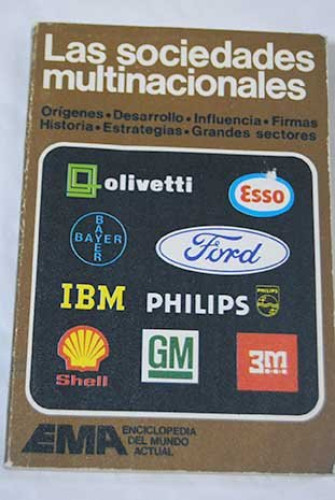 Las sociedades
multinacionales
Orígenes • Desarrollo • Influencia • Firmas
Historia • Estrategias • Grandes sectores
olivetti
Esso
BAYER
BAYER
Ford
IBM
PHILIPS
PHILIPS
Shell
GM
3m
EMA
ENCICLOPEDIA
DEL MUNDO
ACTUAL